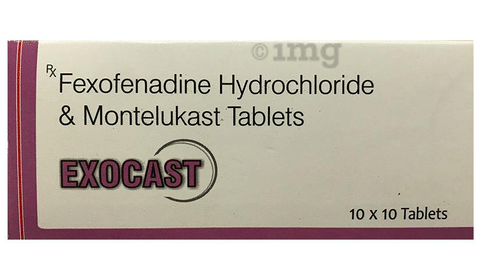 ©1mg
Rx Fexofenadine Hydrochloride
& Montelukast Tablets
EXOCAST
10 x 10 Tablets